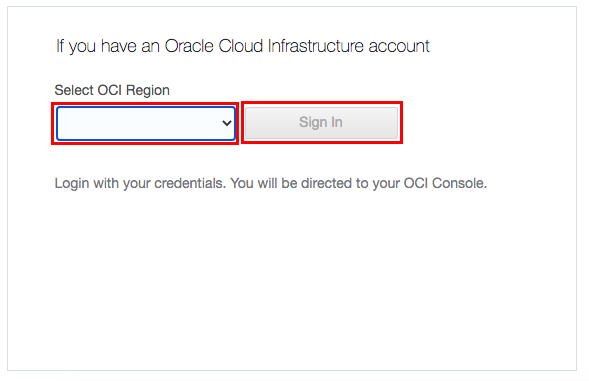 If you have an Oracle Cloud Infrastructure account
Select OCI Region
Sign In
Login with your credentials. You will be directed to your OCI Console.